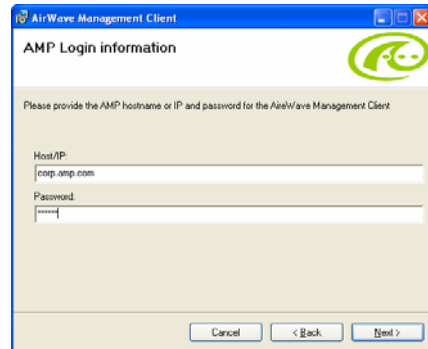 AirWave Management Client
AMP Login information
Please provide the AMP hostname or IP and password for the AireWave Management Client
Host/IP:
corp.amp.com
Password:
******
Cancel
< Back
Next >